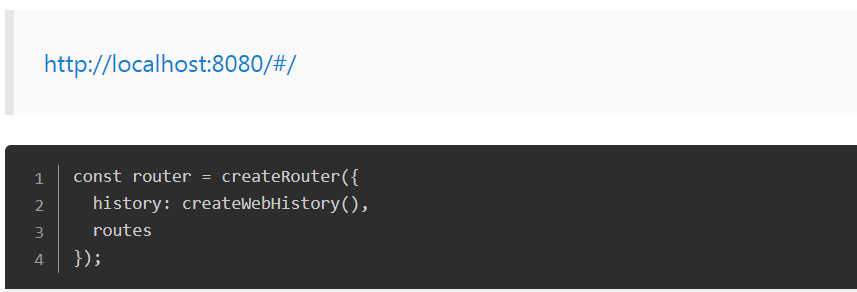 http://localhost:8080/#/
1 const router = createRouter({
2   history: createWebHistory(),
3   routes
4 });